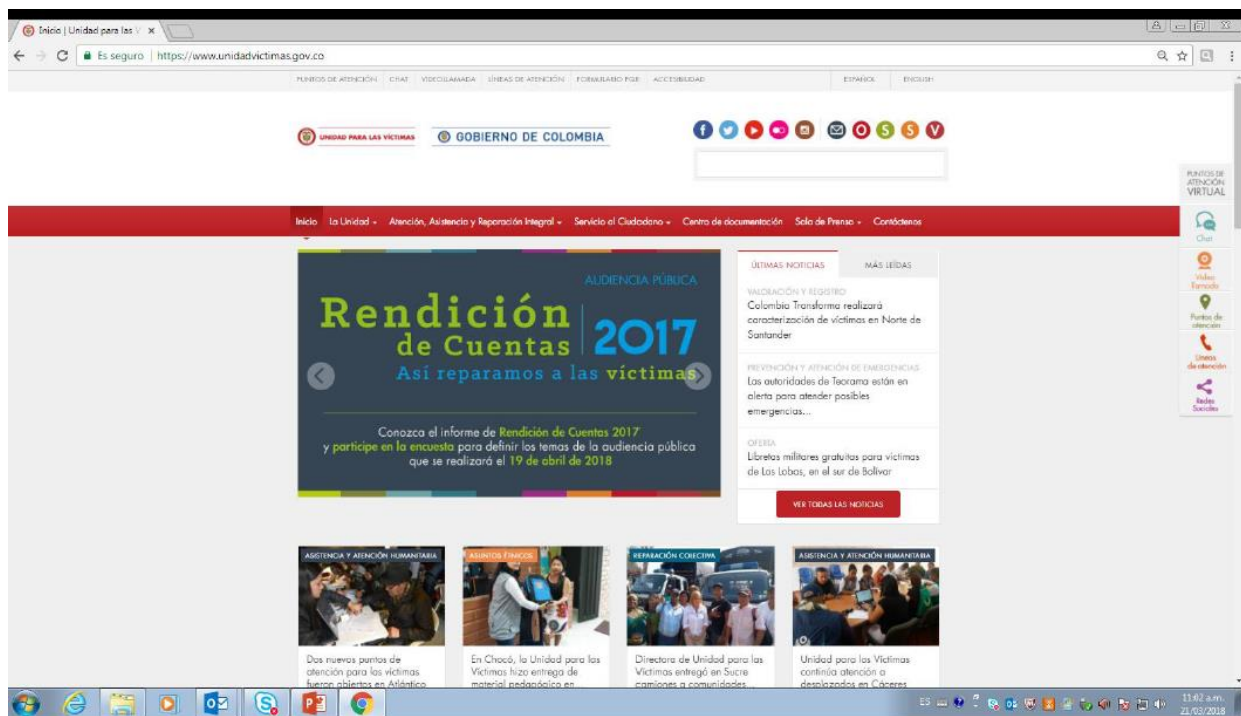 Inicio | Unidad para las V
Es seguro | https://www.unidadvictimas.gov.co
PUNTOS DE ATENCIÓN CHAT VIDEOLLAMADA LÍNEAS DE ATENCIÓN FORMULARIO PQR ACCESIBILIDAD ESPAÑOL ENGLISH
UNIDAD PARA LAS VÍCTIMAS GOBIERNO DE COLOMBIA
PUNTOS DE
ATENCIÓN
VIRTUAL
Inicio La Unidad Atención, Asistencia y Reparación Integral Servicio al Ciudadano Centro de documentación Sala de Prensa Contáctenos
Chat
Video
llamada
Puntos de
atención
Líneas
de atención
Redes
Sociales
AUDIENCIA PÚBLICA
Rendición
de Cuentas
2017
Así reparamos a las víctimas
Conozca el informe de Rendición de Cuentas 2017
y participe en la encuesta para definir los temas de la audiencia pública
que se realizará el 19 de abril de 2018
ÚLTIMAS NOTICIAS MÁS LEÍDAS
VALORACIÓN Y REGISTRO
Colombia Transforma realizará
caracterización de víctimas en Norte de
Santander
PREVENCIÓN Y ATENCIÓN DE EMERGENCIAS
Las autoridades de Teorama están en
alerta para atender posibles
emergencias...
OFERTA
Libretas militares gratuitas para víctimas
de Las Lobas, en el sur de Bolívar
VER TODAS LAS NOTICIAS
ASISTENCIA Y ATENCIÓN HUMANITARIA
Dos nuevos puntos de
atención para las víctimas
fueron abiertos en Atlántico
ASUNTOS ÉTNICOS
En Chocó, la Unidad para las
Víctimas hizo entrega de
material pedagógico en
REPARACIÓN COLECTIVA
Directora de Unidad para las
Víctimas entregó en Sucre
camiones a comunidades...
ASISTENCIA Y ATENCIÓN HUMANITARIA
Unidad para las Víctimas
continúa atención a
desplazados en Cáceres
ES
11:02 a.m.
21/03/2018